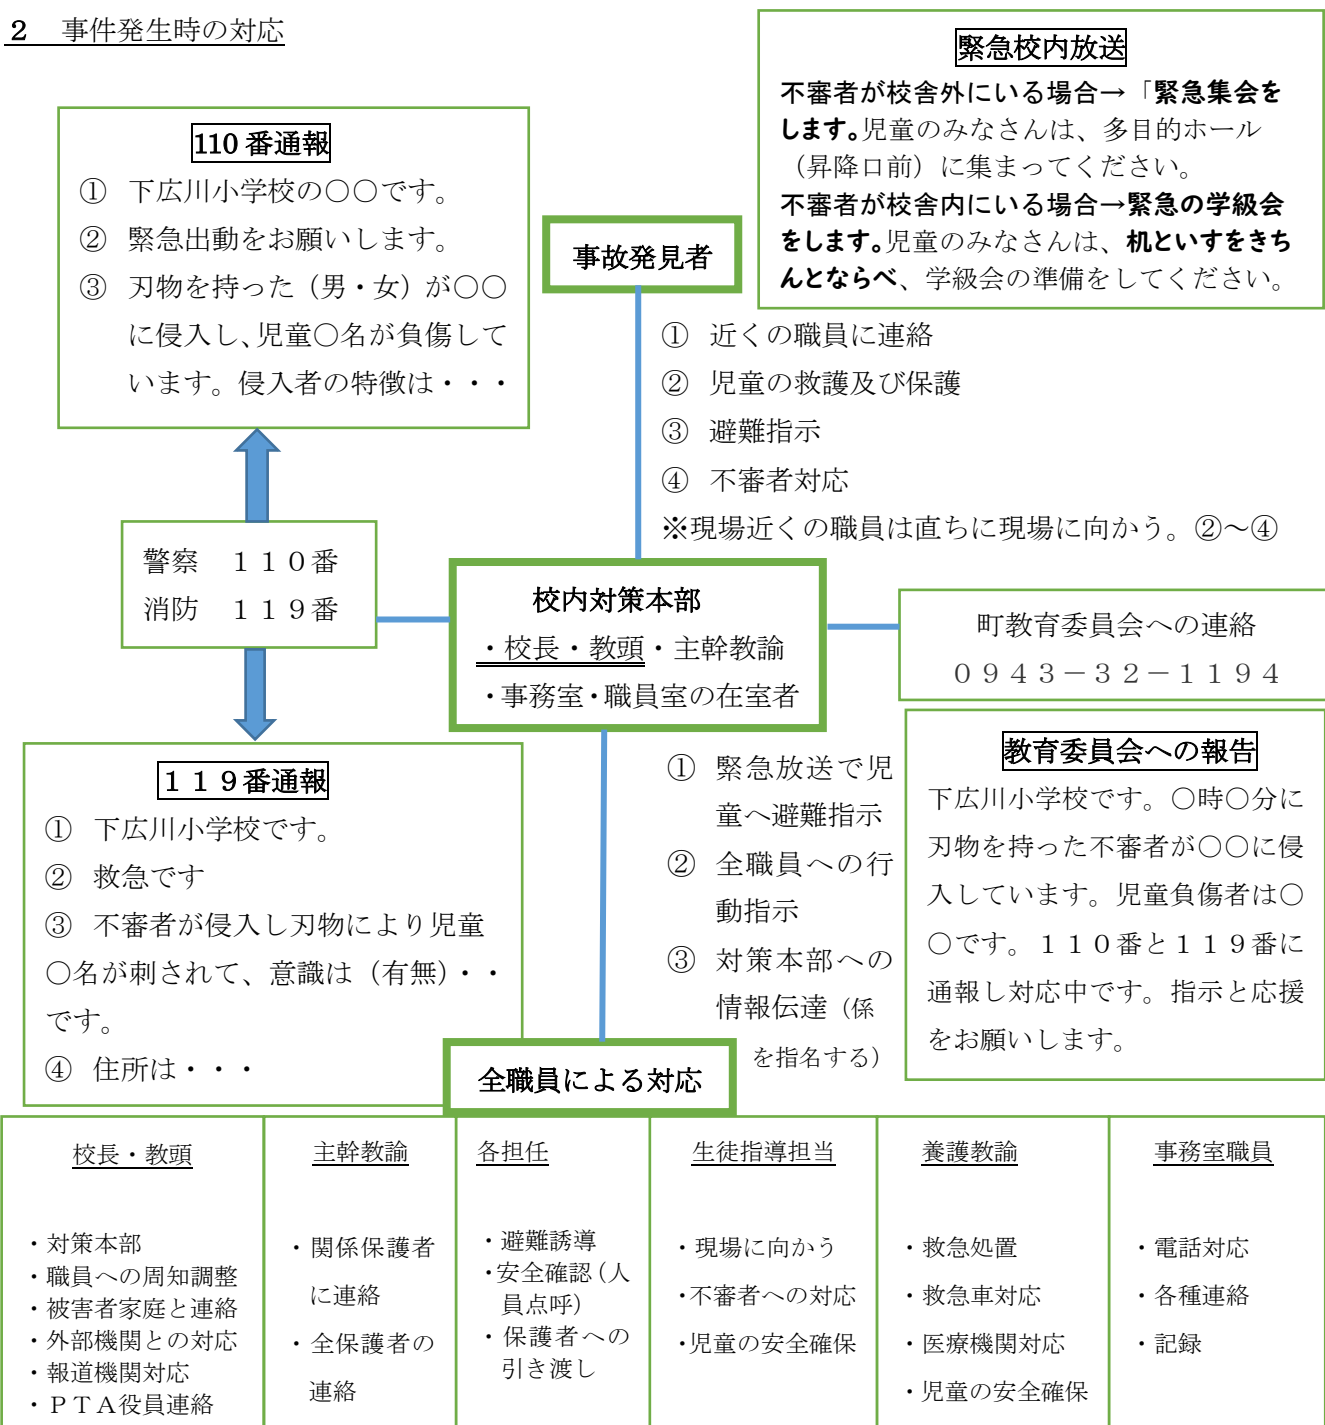 ２　事件発生時の対応
緊急校内放送
不審者が校舎外にいる場合→「緊急集会を
します。児童のみなさんは、多目的ホール
（昇降口前）に集まってください。
不審者が校舎内にいる場合→緊急の学級会
をします。児童のみなさんは、机といすをきち
んとならべ、学級会の準備をしてください。
110番通報
① 下広川小学校の〇〇です。
② 緊急出動をお願いします。
③ 刃物を持った（男・女）が〇〇
に侵入し、児童〇名が負傷して
います。侵入者の特徴は・・・
事故発見者
① 近くの職員に連絡
② 児童の救護及び保護
③ 避難指示
④ 不審者対応
※現場近くの職員は直ちに現場に向かう。②～④
警察　１１０番
消防　１１９番
校内対策本部
・校長・教頭・主幹教諭
・事務室・職員室の在室者
町教育委員会への連絡
０９４３－３２－１１９４
教育委員会への報告
下広川小学校です。〇時〇分に
刃物を持った不審者が〇〇に侵
入しています。児童負傷者は〇
〇です。１１０番と１１９番に
通報し対応中です。指示と応援
をお願いします。
１１９番通報
① 下広川小学校です。
② 救急です
③ 不審者が侵入し刃物により児童
〇名が刺されて、意識は（有無）・・
です。
④ 住所は・・・
① 緊急放送で児
童へ避難指示
② 全職員への行
動指示
③ 対策本部への
情報伝達（係
を指名する）
全職員による対応
校長・教頭
・対策本部
・職員への周知調整
・被害者家庭と連絡
・外部機関との対応
・報道機関対応
・ＰＴＡ役員連絡
主幹教諭
・関係保護者
に連絡
・全保護者の
連絡
各担任
・避難誘導
・安全確認（人
員点呼）
・保護者への
引き渡し
生徒指導担当
・現場に向かう
・不審者への対応
・児童の安全確保
養護教諭
・救急処置
・救急車対応
・医療機関対応
・児童の安全確保
事務室職員
・電話対応
・各種連絡
・記録